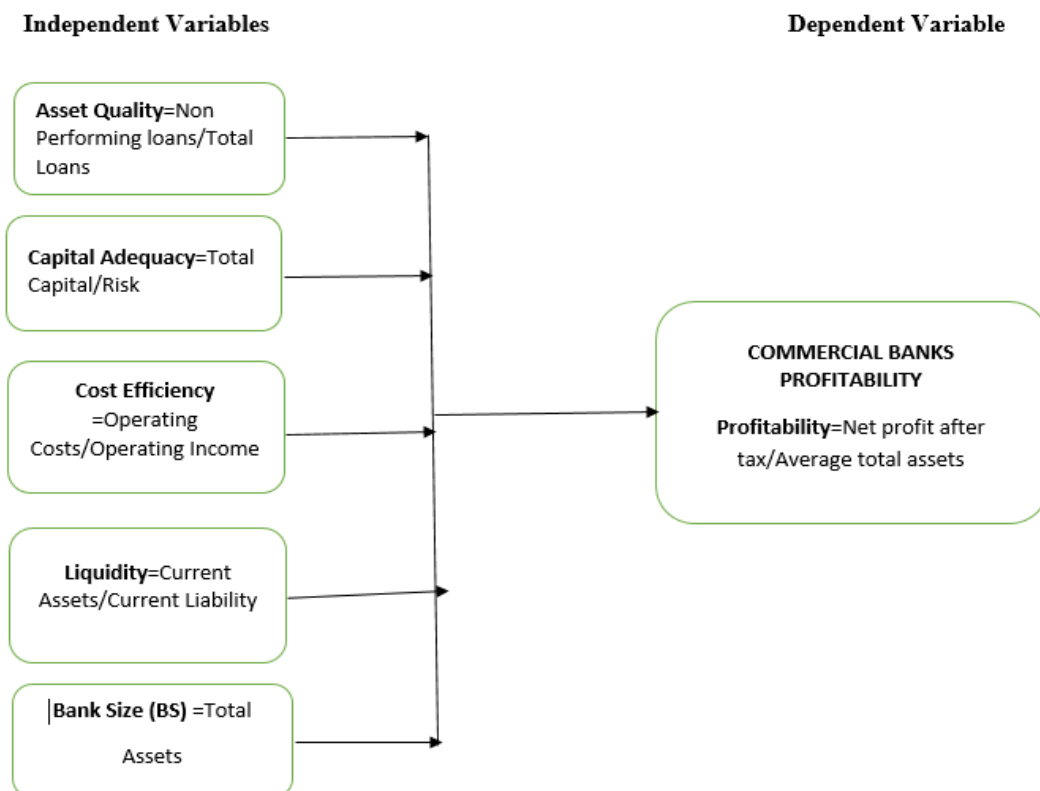 Independent Variables
Dependent Variable
Asset Quality=Non
Performing loans/Total
Loans
Capital Adequacy=Total
Capital/Risk
Cost Efficiency
=Operating
Costs/Operating Income
Liquidity=Current
Assets/Current Liability
Bank Size (BS) =Total
Assets
COMMERCIAL BANKS
PROFITABILITY
Profitability=Net profit after
tax/Average total assets